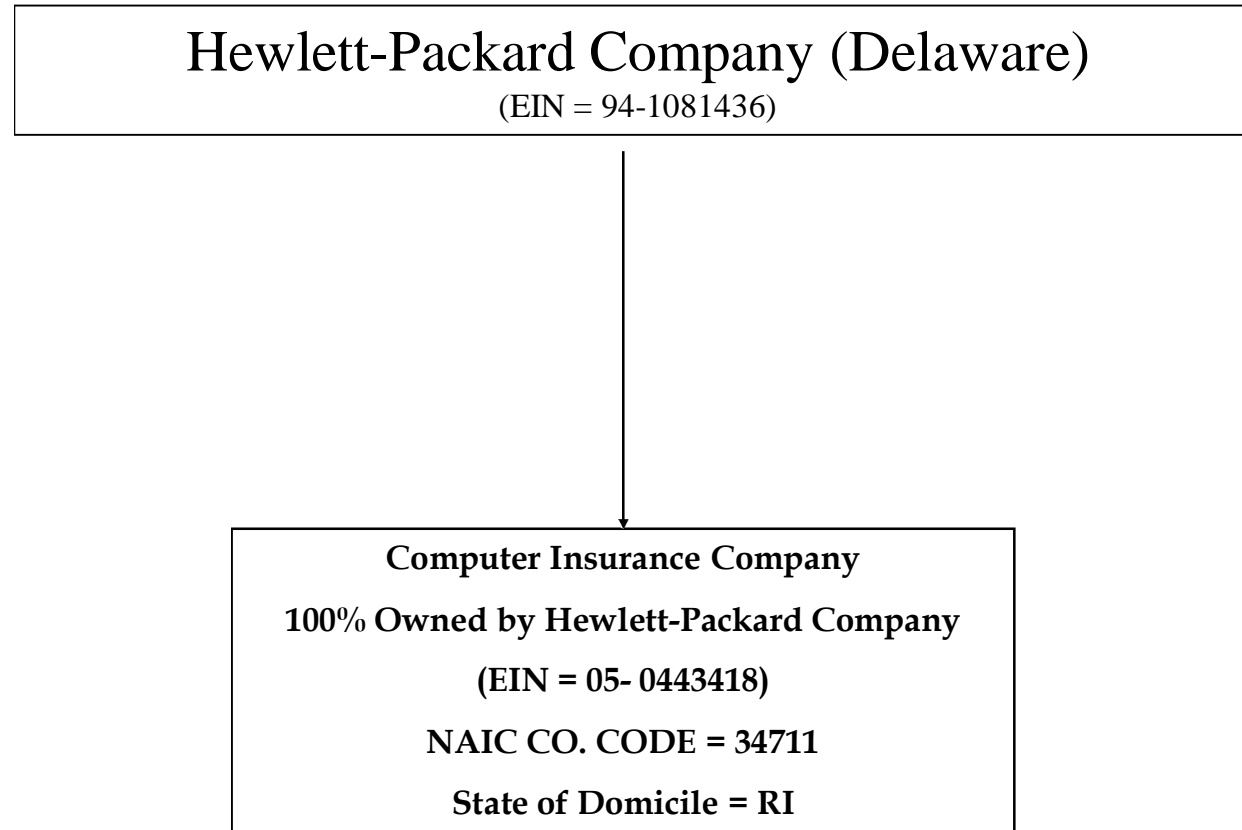 Hewlett-Packard Company (Delaware)
(EIN = 94-1081436)
Computer Insurance Company
100% Owned by Hewlett-Packard Company
(EIN = 05- 0443418)
NAIC CO. CODE = 34711
State of Domicile = RI